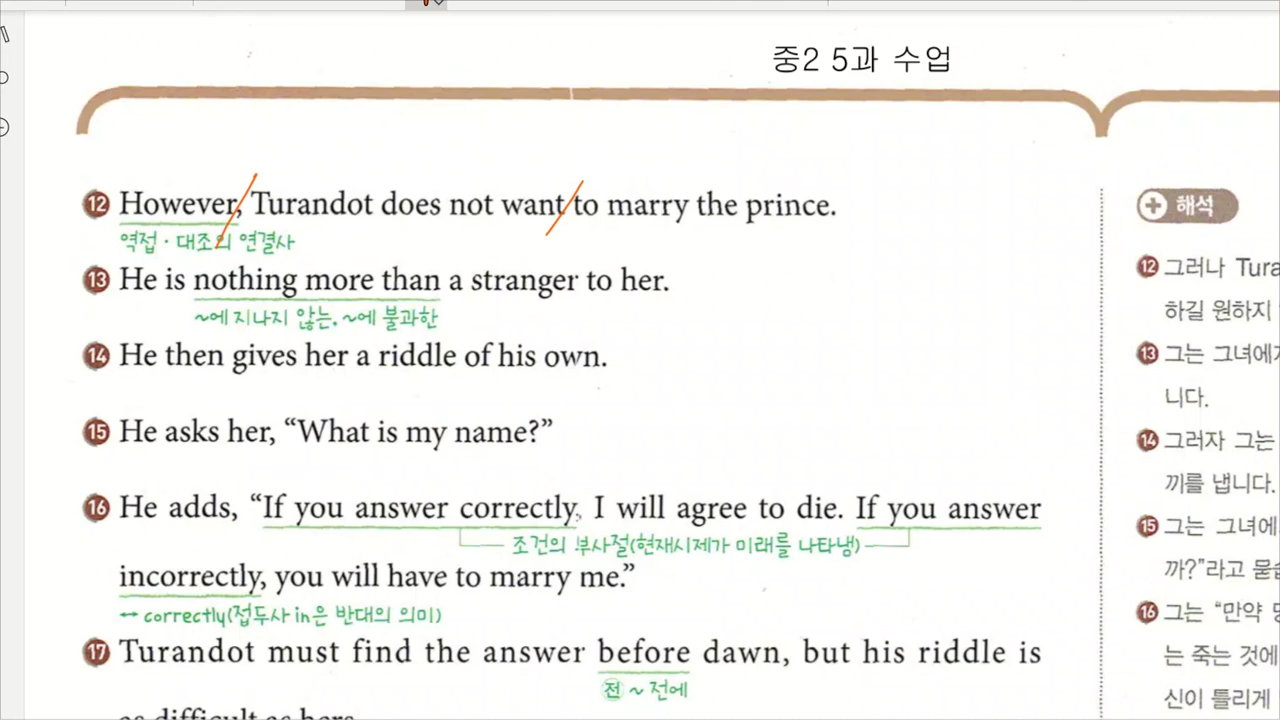 중2 5과 수업
⑫ However, Turandot does not want to marry the prince.
역접·대조의 연결사
⑬ He is nothing more than a stranger to her.
~에 지나지 않는, ~에 불과한
⑭ He then gives her a riddle of his own.
⑮ He asks her, “What is my name?”
⑯ He adds, “If you answer correctly, I will agree to die. If you answer
조건의 부사절(현재시제가 미래를 나타냄)
incorrectly, you will have to marry me.”
↔ correctly(접두사 in은 반대의 의미)
⑰ Turandot must find the answer before dawn, but his riddle is
전 ~ 전에
as difficult as hers.
해석
⑫ 그러나 Tura
하길 원하지
⑬ 그는 그녀에게
니다.
⑭ 그러자 그는
끼를 냅니다.
⑮ 그는 그녀에
까?”라고 묻습
⑯ 그는 “만약 당
는 죽는 것에
신이 틀리게